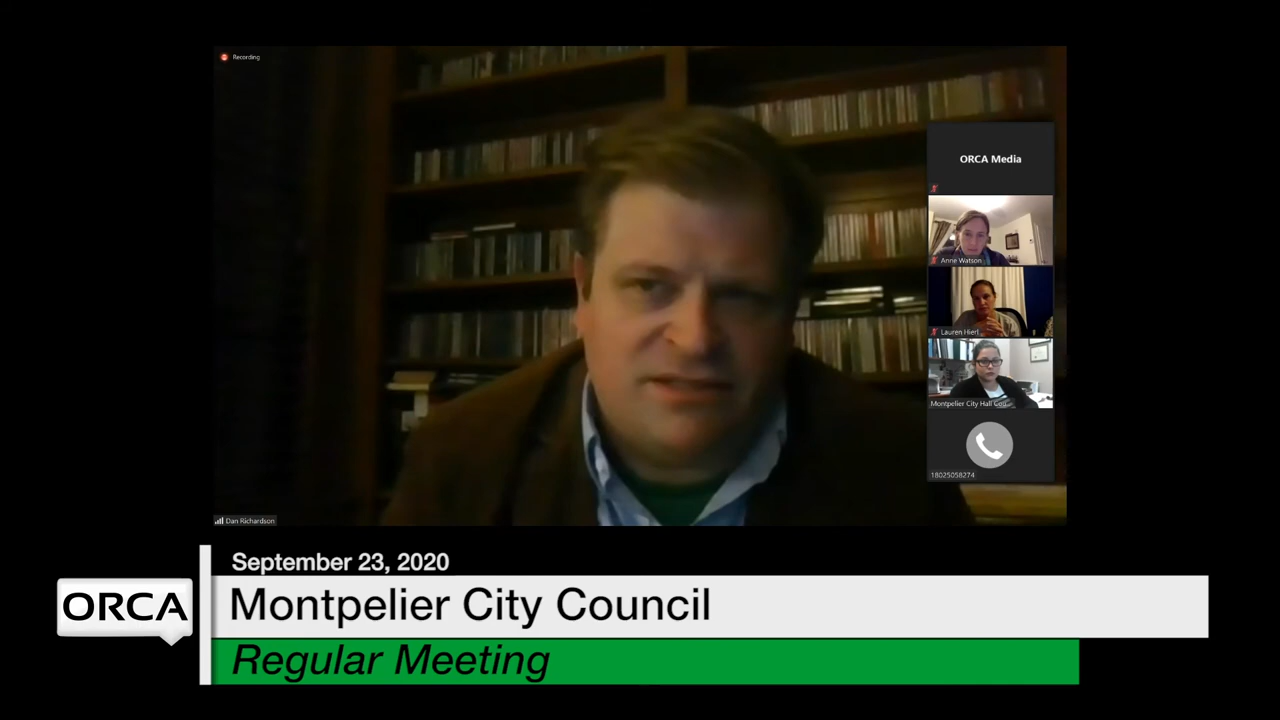 Recording
ORCA Media
Anne Watson
Lauren Hierl
Montpelier City Hall Cou...
18025058274
Dan Richardson
September 23, 2020
ORCA
Montpelier City Council
Regular Meeting